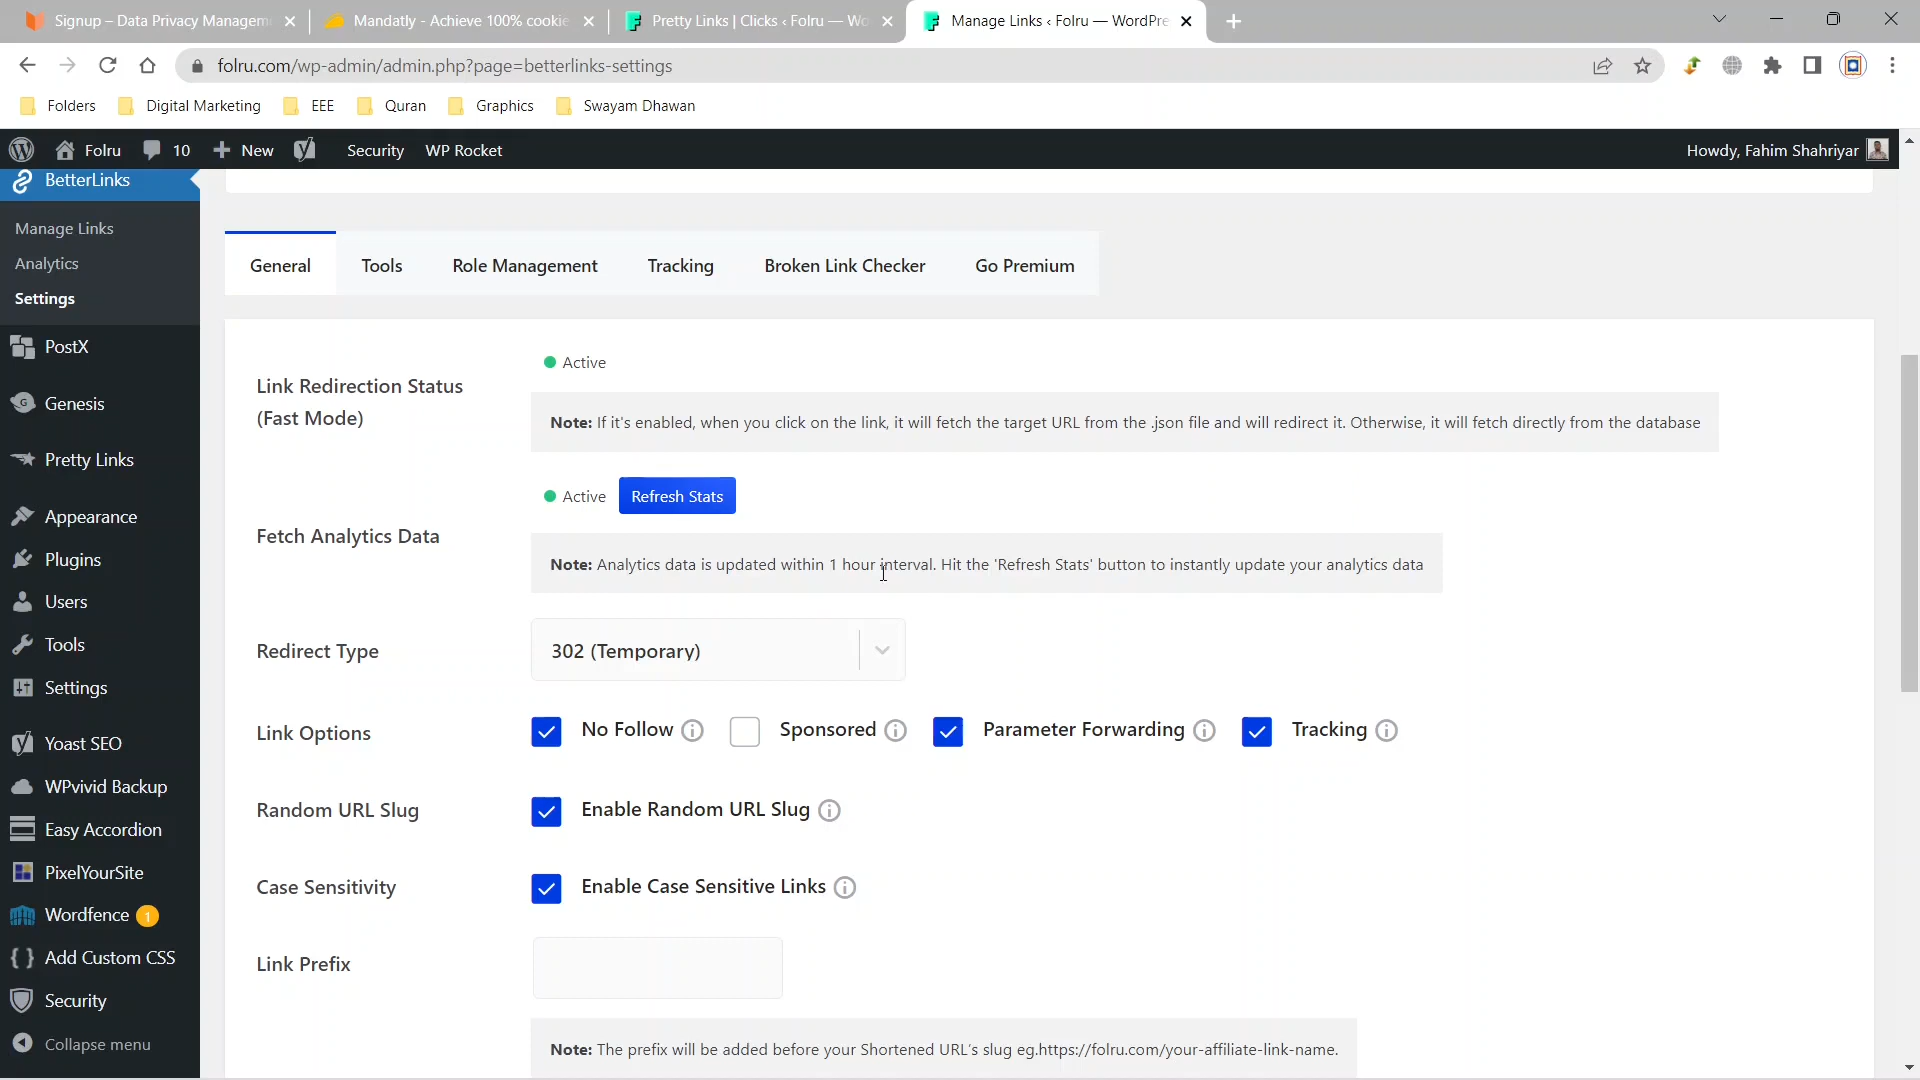 Signup – Data Privacy Managem
Mandatly - Achieve 100% cookie
Pretty Links | Clicks ‹ Folru — Wo
Manage Links ‹ Folru — WordPre
folru.com/wp-admin/admin.php?page=betterlinks-settings
Folders
Digital Marketing
EEE
Quran
Graphics
Swayam Dhawan
Folru
10
New
Security
WP Rocket
Howdy, Fahim Shahriyar
BetterLinks
Manage Links
Analytics
Settings
PostX
Genesis
Pretty Links
Appearance
Plugins
Users
Tools
Settings
Yoast SEO
WPvivid Backup
Easy Accordion
PixelYourSite
Wordfence 1
Add Custom CSS
Security
Collapse menu
General
Tools
Role Management
Tracking
Broken Link Checker
Go Premium
Link Redirection Status
(Fast Mode)
Active
Note: If it's enabled, when you click on the link, it will fetch the target URL from the .json file and will redirect it. Otherwise, it will fetch directly from the database
Fetch Analytics Data
Active
Refresh Stats
Note: Analytics data is updated within 1 hour interval. Hit the 'Refresh Stats' button to instantly update your analytics data
Redirect Type
302 (Temporary)
Link Options
No Follow
Sponsored
Parameter Forwarding
Tracking
Random URL Slug
Enable Random URL Slug
Case Sensitivity
Enable Case Sensitive Links
Link Prefix
Note: The prefix will be added before your Shortened URL's slug eg.https://folru.com/your-affiliate-link-name.